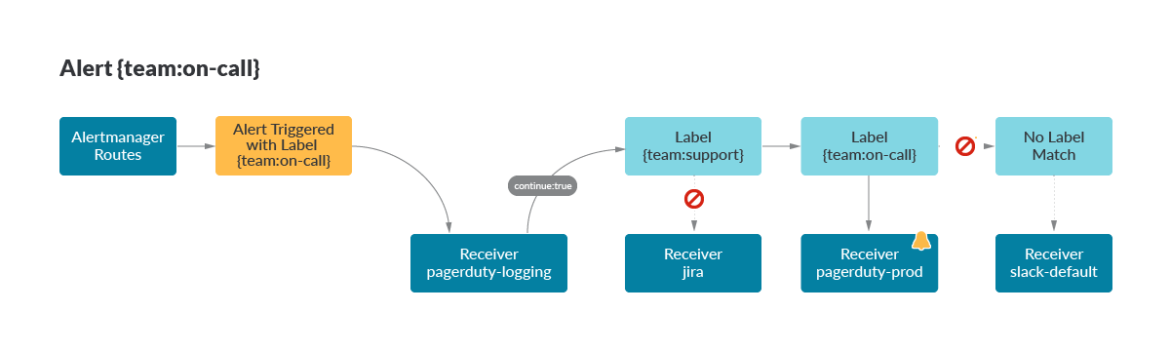 Alert {team:on-call}
Alertmanager
Routes
Alert Triggered
with Label
{team:on-call}
continue:true
Receiver
pagerduty-logging
Label
{team:support}
Receiver
jira
Label
{team:on-call}
Receiver
pagerduty-prod
No Label
Match
Receiver
slack-default